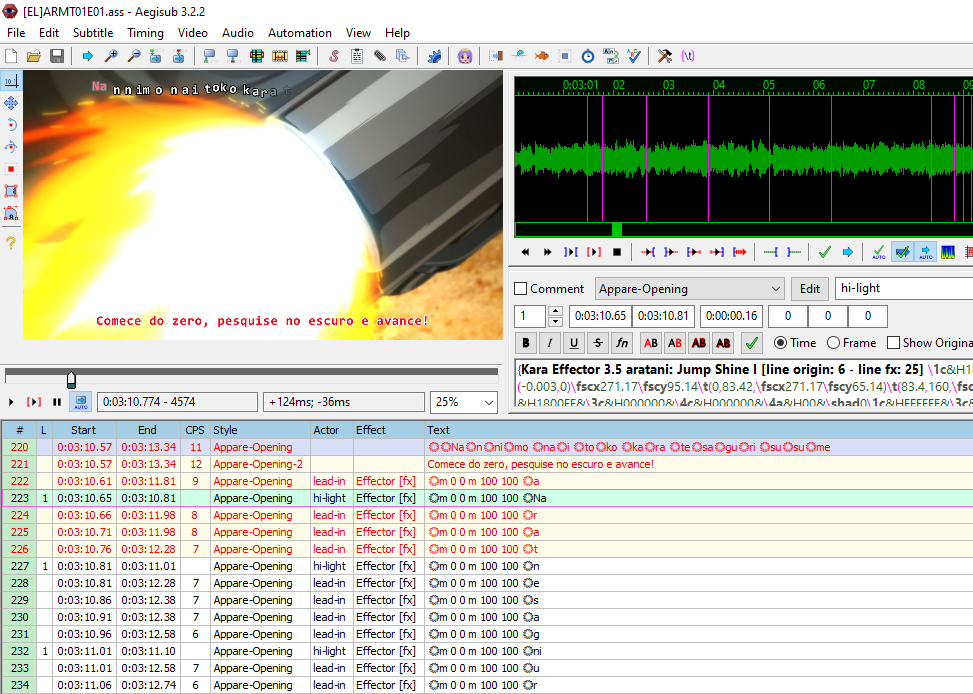 [EL]ARMT01E01.ass - Aegisub 3.2.2
File Edit Subtitle Timing Video Audio Automation View Help
Na n nimo nai toko kara t
Comece do zero, pesquise no escuro e avance!
0:03:10.774 - 4574 +124ms; -36ms 25%
0:03:01 02 03 04 05 06 07 08 09
AUTO AUTO
Comment Appare-Opening Edit hi-light
1 0:03:10.65 0:03:10.81 0:00:00.16 0 0 0
B I U S fn AB AB AB AB Time Frame Show Origina
{Kara Effector 3.5 aratani: Jump Shine I [line origin: 6 - line fx: 25] \1c&H1
(-0.003,0)\fscx271.17\fscy95.14\t(0,83.42,\fscx271.17\fscy65.14)\t(83.4,160,\fsc
&H1800FF&\3c&H000000&\4c&H000000&\4a&H00&\shad0\1c&HFFFFFF&\3c
# L Start End CPS Style Actor Effect Text
220 0:03:10.57 0:03:13.34 11 Appare-Opening Na n ni mo na i to ko ka ra te sa gu ri su su me
221 0:03:10.57 0:03:13.34 12 Appare-Opening-2 Comece do zero, pesquise no escuro e avance!
222 0:03:10.61 0:03:11.81 9 Appare-Opening lead-in Effector [fx] m 0 0 m 100 100 a
223 1 0:03:10.65 0:03:10.81 Appare-Opening hi-light Effector [fx] m 0 0 m 100 100 Na
224 0:03:10.66 0:03:11.98 8 Appare-Opening lead-in Effector [fx] m 0 0 m 100 100 r
225 0:03:10.71 0:03:11.98 8 Appare-Opening lead-in Effector [fx] m 0 0 m 100 100 a
226 0:03:10.76 0:03:12.28 7 Appare-Opening lead-in Effector [fx] m 0 0 m 100 100 t
227 1 0:03:10.81 0:03:11.01 Appare-Opening hi-light Effector [fx] m 0 0 m 100 100 n
228 0:03:10.81 0:03:12.28 7 Appare-Opening lead-in Effector [fx] m 0 0 m 100 100 e
229 0:03:10.86 0:03:12.38 7 Appare-Opening lead-in Effector [fx] m 0 0 m 100 100 s
230 0:03:10.91 0:03:12.38 7 Appare-Opening lead-in Effector [fx] m 0 0 m 100 100 a
231 0:03:10.96 0:03:12.58 6 Appare-Opening lead-in Effector [fx] m 0 0 m 100 100 g
232 1 0:03:11.01 0:03:11.10 Appare-Opening hi-light Effector [fx] m 0 0 m 100 100 ni
233 0:03:11.01 0:03:12.58 7 Appare-Opening lead-in Effector [fx] m 0 0 m 100 100 u
234 0:03:11.06 0:03:12.74 6 Appare-Opening lead-in Effector [fx] m 0 0 m 100 100 r